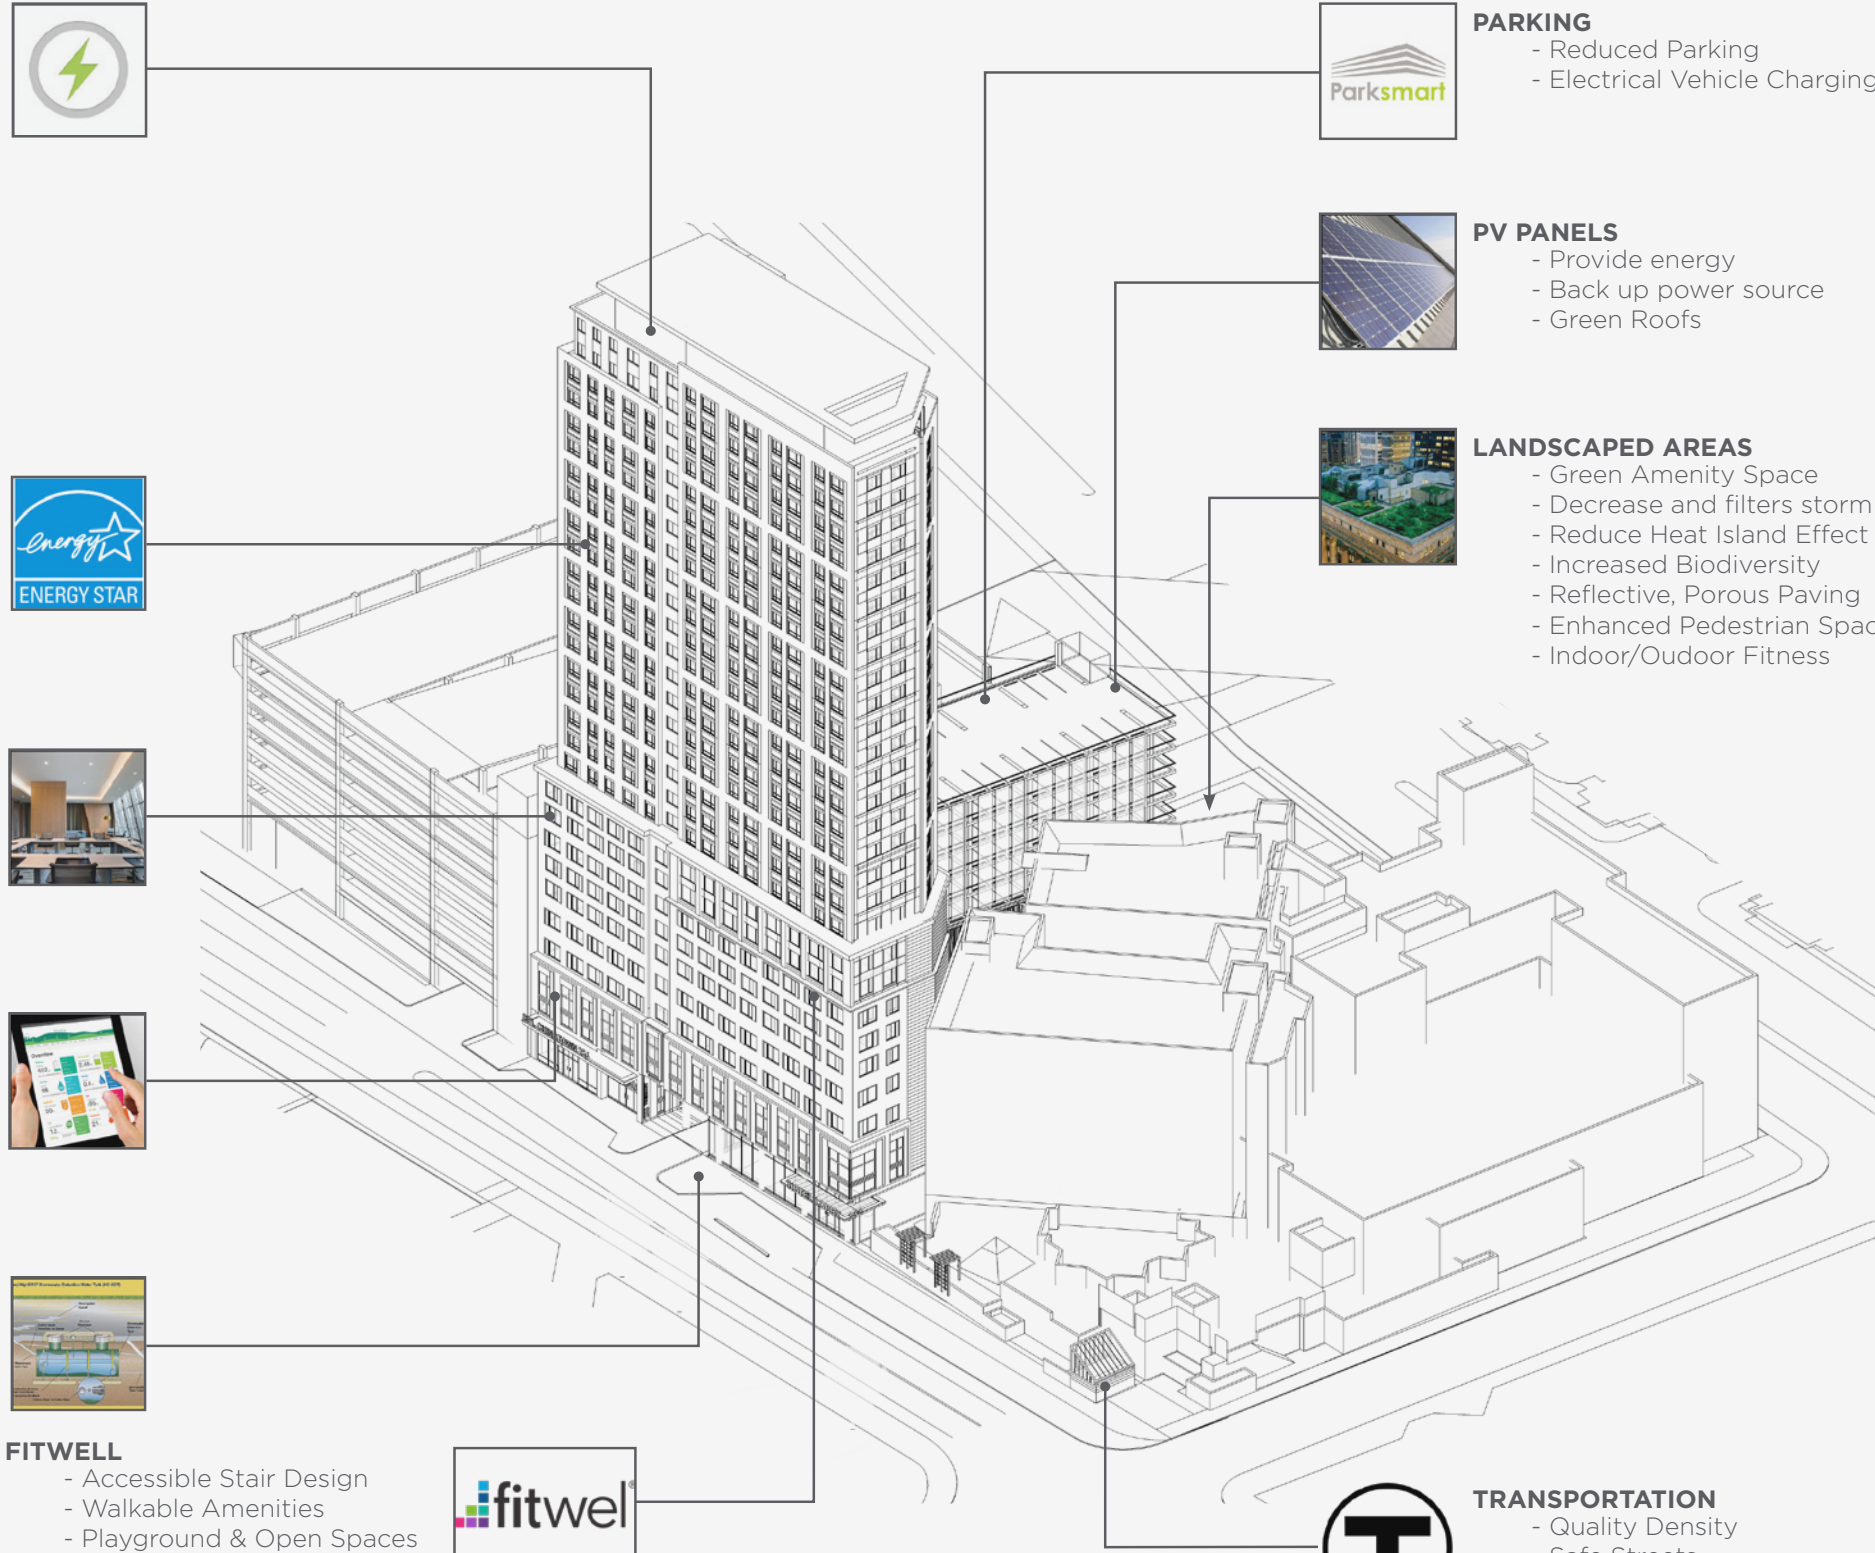 PARKING
- Reduced Parking
- Electrical Vehicle Charging
Parksmart
PV PANELS
- Provide energy
- Back up power source
- Green Roofs
LANDSCAPED AREAS
- Green Amenity Space
- Decrease and filters storm
- Reduce Heat Island Effect
- Increased Biodiversity
- Reflective, Porous Paving
- Enhanced Pedestrian Spac
- Indoor/Oudoor Fitness
energy
ENERGY STAR
Overview
FITWELL
- Accessible Stair Design
- Walkable Amenities
- Playground & Open Spaces
fitwel
T
TRANSPORTATION
- Quality Density
- Safe Streets